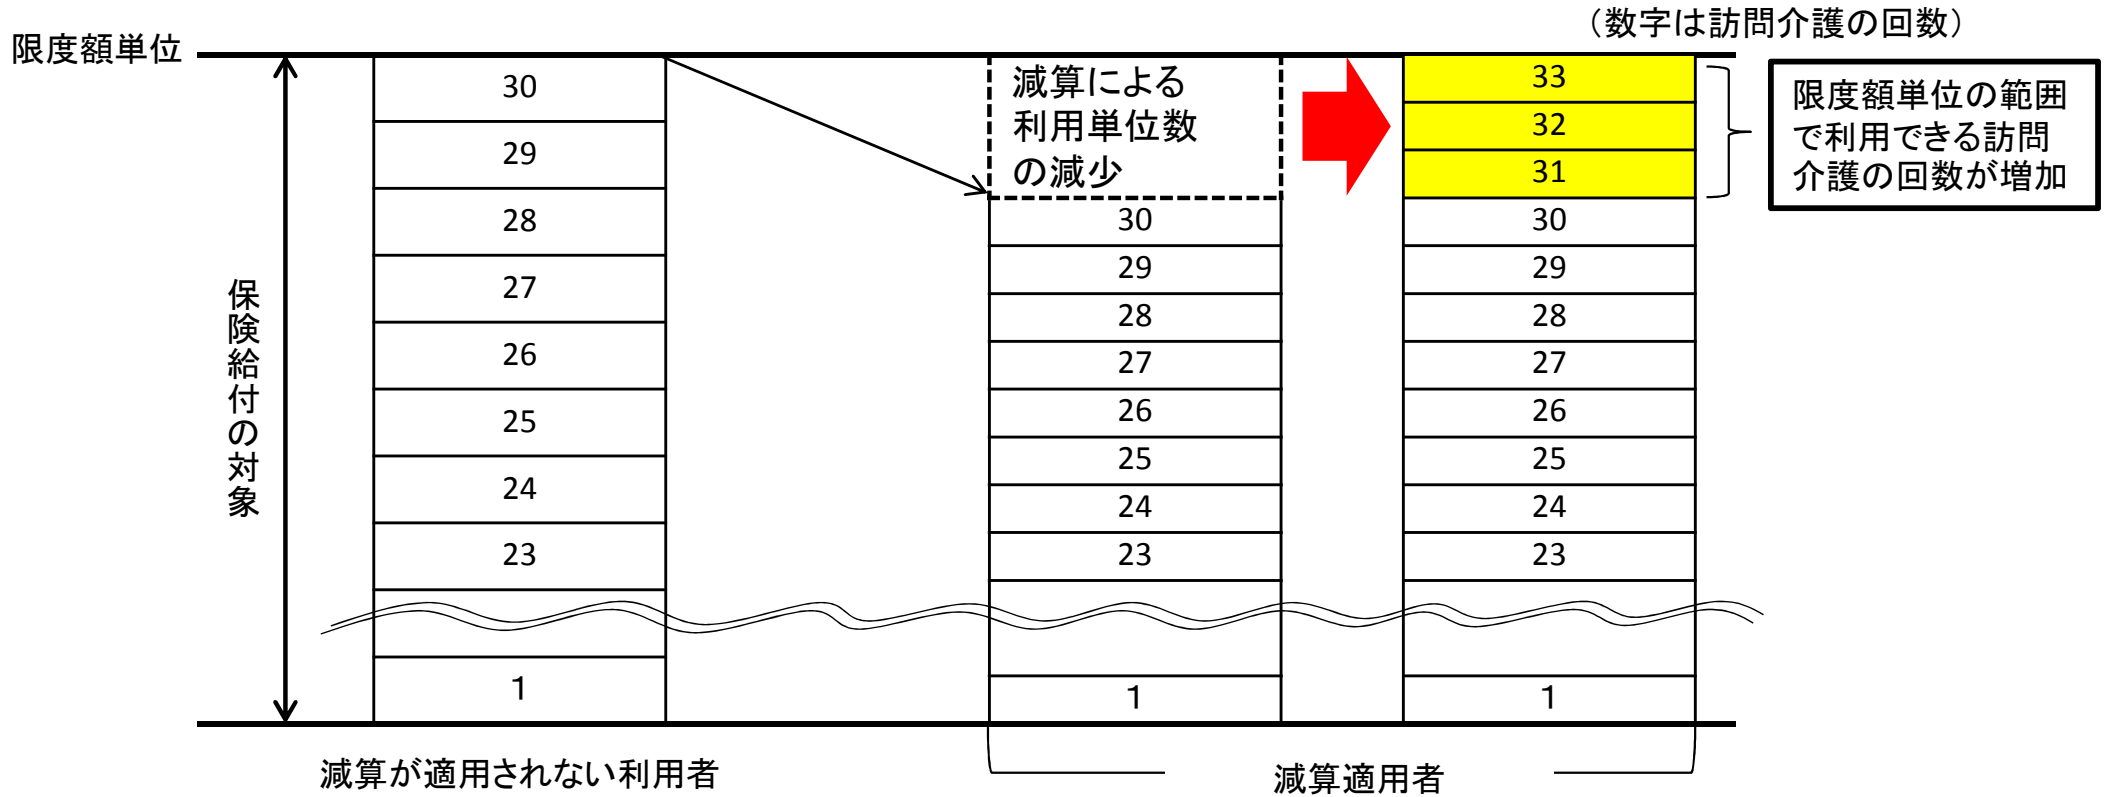 （数字は訪問介護の回数）
限度額単位
保険給付の対象
30
29
28
27
26
25
24
23
1
減算による
利用単位数
の減少
30
29
28
27
26
25
24
23
1
33
32
31
30
29
28
27
26
25
24
23
1
限度額単位の範囲
で利用できる訪問
介護の回数が増加
減算が適用されない利用者
減算適用者